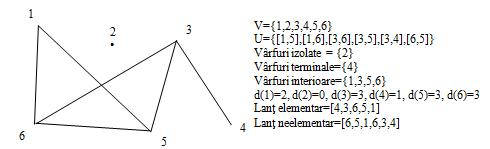 1
2
3
4
5
6
V={1,2,3,4,5,6}
U={[1,5],[1,6],[3,6],[3,5],[3,4],[6,5]}
Vârfuri izolate = {2}
Vârfuri terminale={4}
Vârfuri interioare={1,3,5,6}
d(1)=2, d(2)=0, d(3)=3, d(4)=1, d(5)=3, d(6)=3
Lanț elementar=[4,3,6,5,1]
Lanț neelementar=[6,5,1,6,3,4]